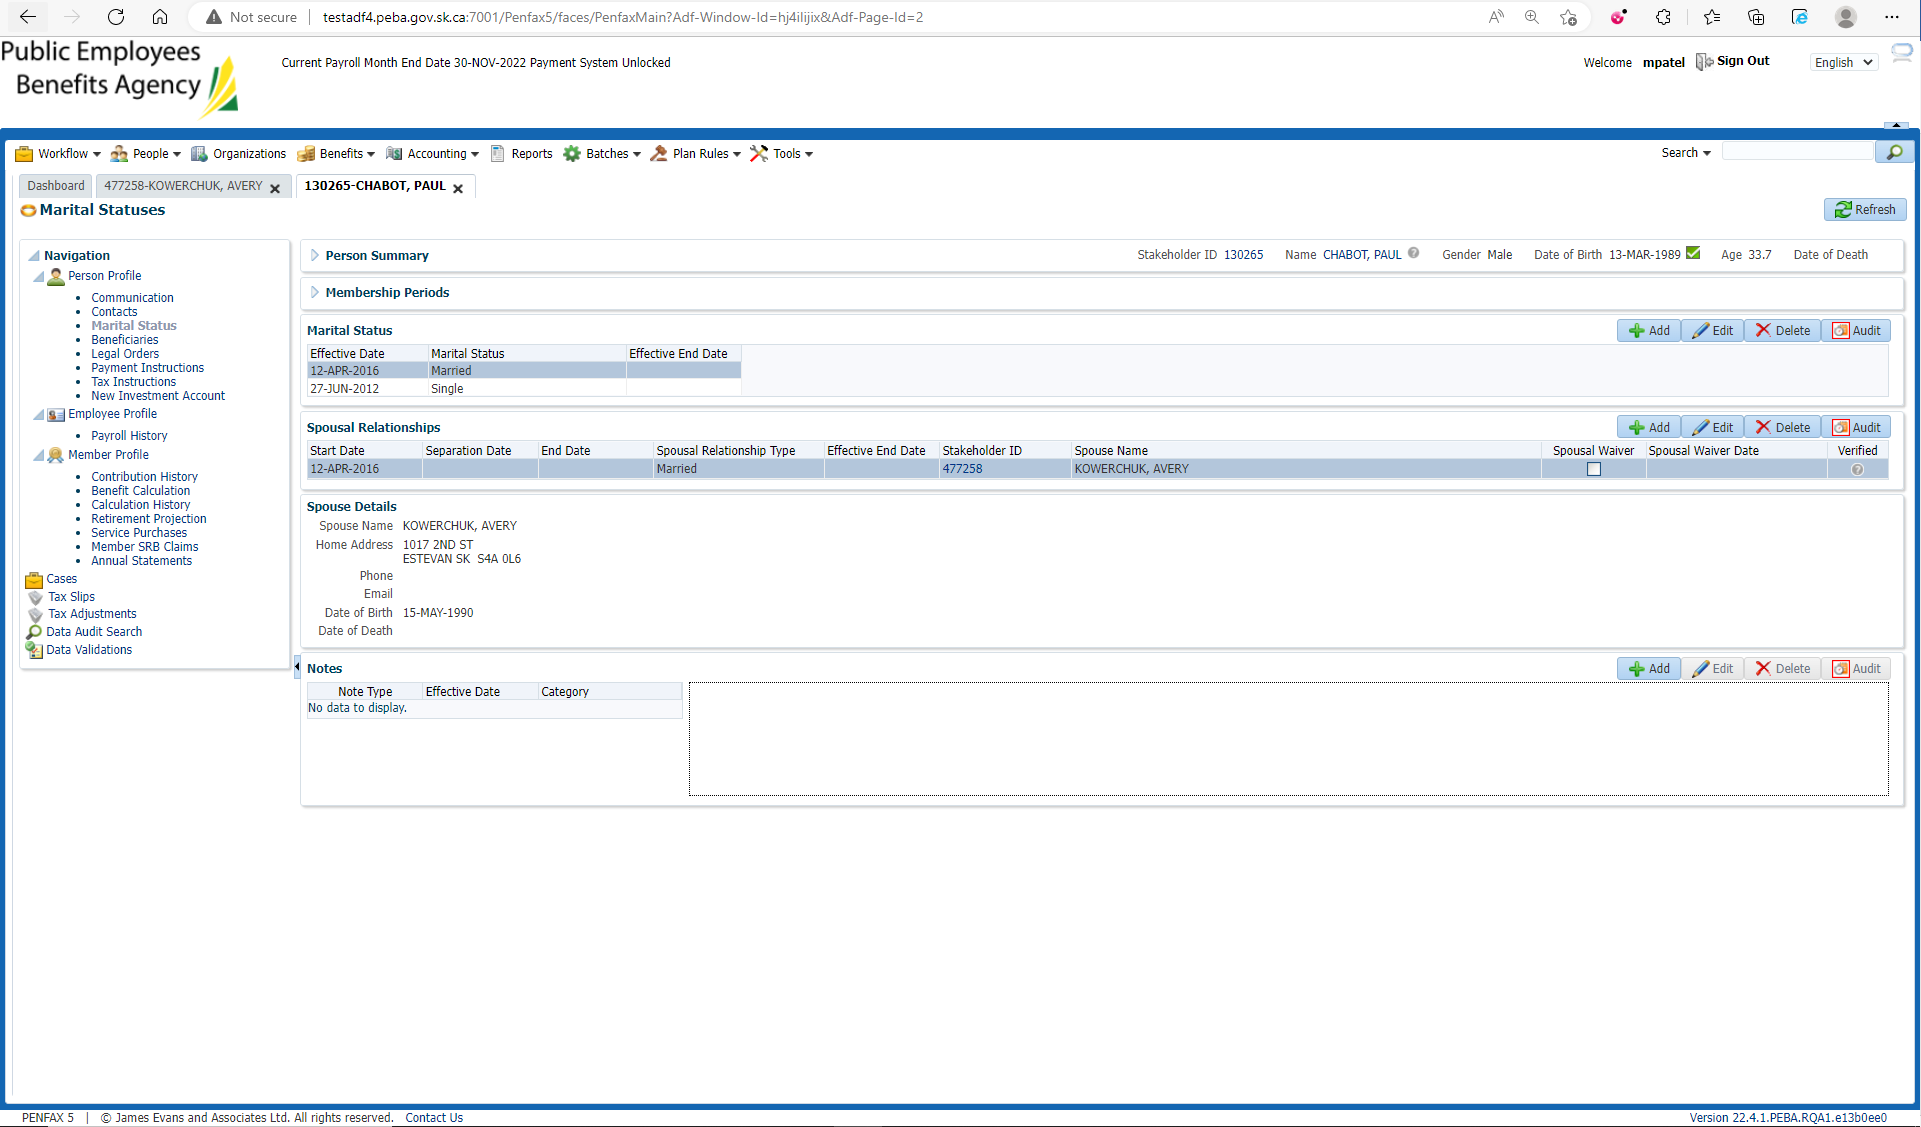 Not secure | testadf4.peba.gov.sk.ca:7001/Penfax5/faces/PenfaxMain?Adf-Window-Id=hj4ilijix&Adf-Page-Id=2
Public Employees
Benefits Agency
Current Payroll Month End Date 30-NOV-2022 Payment System Unlocked
Welcome mpatel Sign Out English
Workflow People Organizations Benefits Accounting Reports Batches Plan Rules Tools Search
Dashboard 477258-KOWERCHUK, AVERY 130265-CHABOT, PAUL
Marital Statuses
Refresh
Navigation
Person Profile
Communication
Contacts
Marital Status
Beneficiaries
Legal Orders
Payment Instructions
Tax Instructions
New Investment Account
Employee Profile
Payroll History
Member Profile
Contribution History
Benefit Calculation
Calculation History
Retirement Projection
Service Purchases
Member SRB Claims
Annual Statements
Cases
Tax Slips
Tax Adjustments
Data Audit Search
Data Validations
Person Summary Stakeholder ID 130265 Name CHABOT, PAUL Gender Male Date of Birth 13-MAR-1989 Age 33.7 Date of Death
Membership Periods
Marital Status Add Edit Delete Audit
Effective Date Marital Status Effective End Date
12-APR-2016 Married
27-JUN-2012 Single
Spousal Relationships Add Edit Delete Audit
Start Date Separation Date End Date Spousal Relationship Type Effective End Date Stakeholder ID Spouse Name Spousal Waiver Spousal Waiver Date Verified
12-APR-2016 Married 477258 KOWERCHUK, AVERY
Spouse Details
Spouse Name KOWERCHUK, AVERY
Home Address 1017 2ND ST
ESTEVAN SK S4A 0L6
Phone
Email
Date of Birth 15-MAY-1990
Date of Death
Notes Add Edit Delete Audit
Note Type Effective Date Category
No data to display.
PENFAX 5 | © James Evans and Associates Ltd. All rights reserved. Contact Us Version 22.4.1.PEBA.RQA1.e13b0ee0